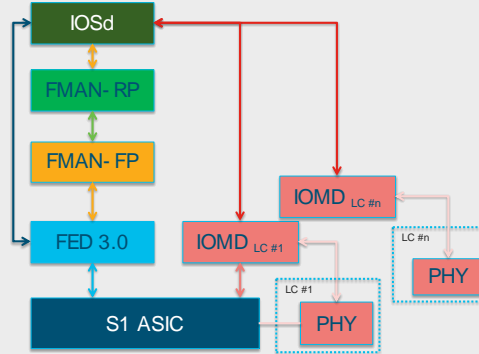 IOSd
FMAN- RP
FMAN- FP
IOMD LC #n
FED 3.0
IOMD LC #1
LC #n
PHY
LC #1
S1 ASIC
PHY